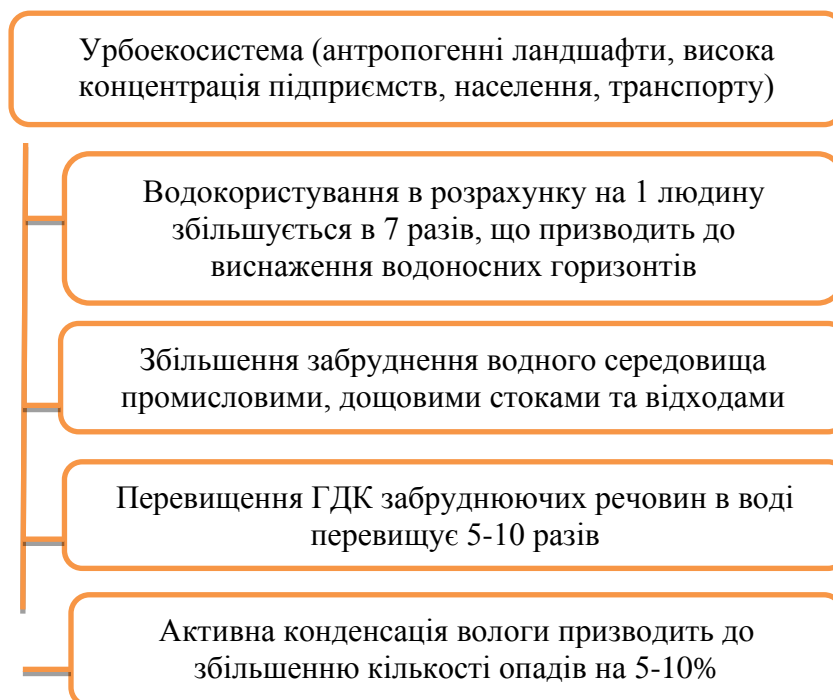 Урбоекосистема (антропогенні ландшафти, висока
концентрація підприємств, населення, транспорту)
Водокористування в розрахунку на 1 людину
збільшується в 7 разів, що призводить до
виснаження водоносних горизонтів
Збільшення забруднення водного середовища
промисловими, дощовими стоками та відходами
Перевищення ГДК забруднюючих речовин в воді
перевищує 5-10 разів
Активна конденсація вологи призводить до
збільшенню кількості опадів на 5-10%